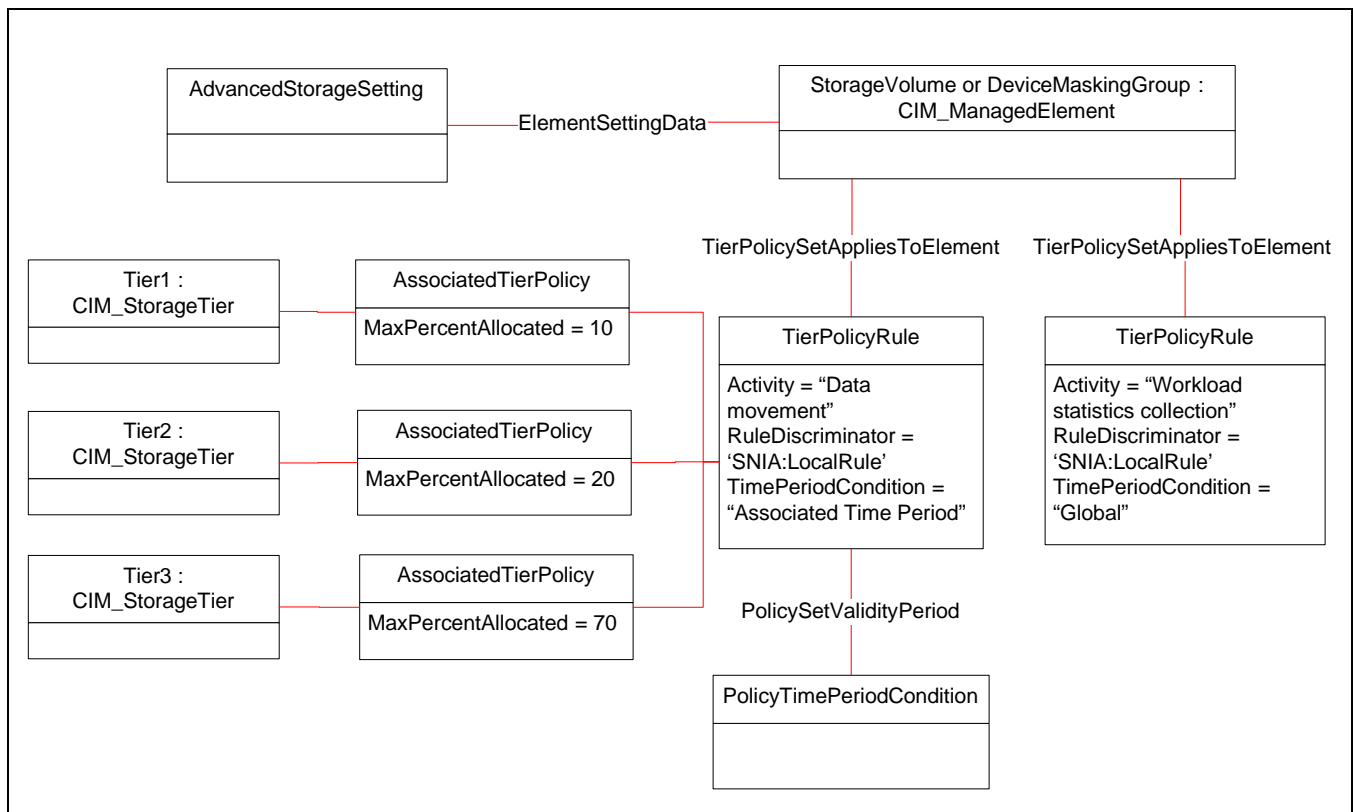 AdvancedStorageSetting
ElementSettingData
StorageVolume or DeviceMaskingGroup :
CIM_ManagedElement
TierPolicySetAppliesToElement
TierPolicySetAppliesToElement
Tier1 :
CIM_StorageTier
AssociatedTierPolicy
MaxPercentAllocated = 10
Tier2 :
CIM_StorageTier
AssociatedTierPolicy
MaxPercentAllocated = 20
Tier3 :
CIM_StorageTier
AssociatedTierPolicy
MaxPercentAllocated = 70
TierPolicyRule
Activity = “Data
movement”
RuleDiscriminator =
‘SNIA:LocalRule’
TimePeriodCondition =
“Associated Time Period”
TierPolicyRule
Activity = “Workload
statistics collection”
RuleDiscriminator =
‘SNIA:LocalRule’
TimePeriodCondition =
“Global”
PolicySetValidityPeriod
PolicyTimePeriodCondition